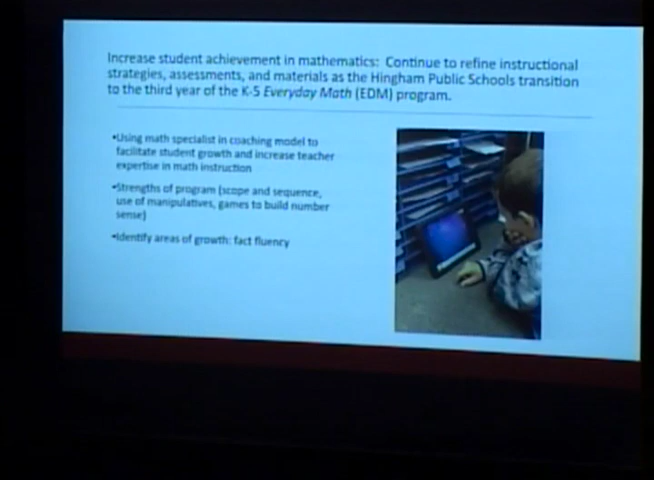 Increase student achievement in mathematics: Continue to refine instructional
strategies, assessments, and materials as the Hingham Public Schools transition
to the third year of the K-5 Everyday Math (EDM) program.
•Using math specialist in coaching model to
facilitate student growth and increase teacher
expertise in math instruction
•Strengths of program (scope and sequence,
use of manipulatives, games to build number
sense)
•Identify areas of growth: fact fluency